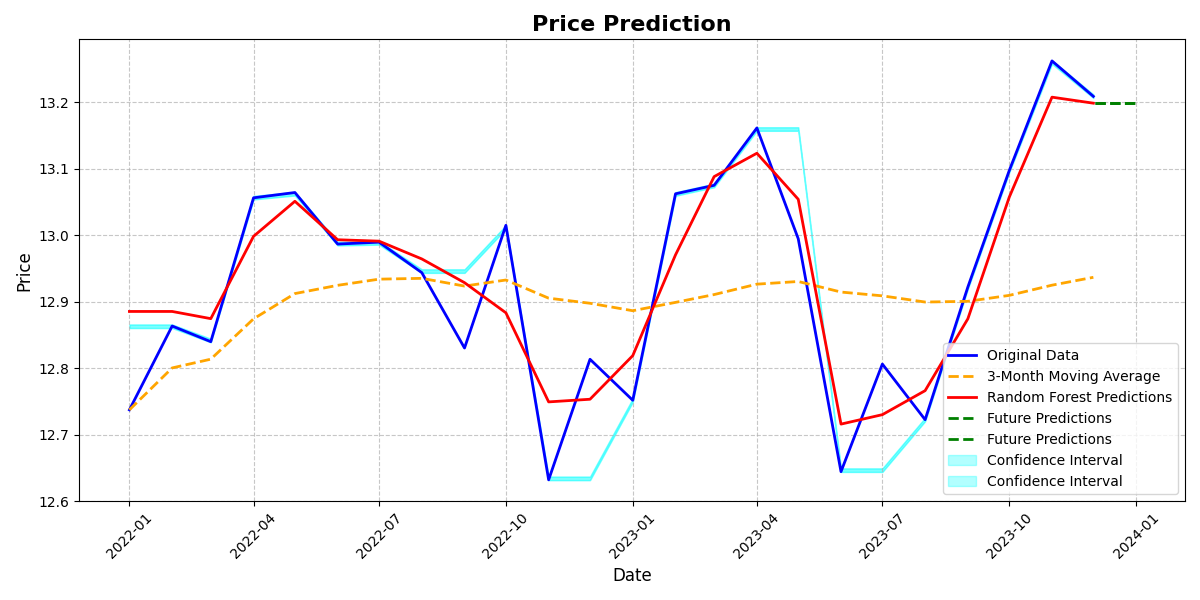 Price Prediction
Price
13.2
13.1
13.0
12.9
12.8
12.7
12.6
Original Data
3-Month Moving Average
Random Forest Predictions
Future Predictions
Future Predictions
Confidence Interval
Confidence Interval
2022-01
2022-04
2022-07
2022-10
2023-01
2023-04
2023-07
2023-10
2024-01
Date